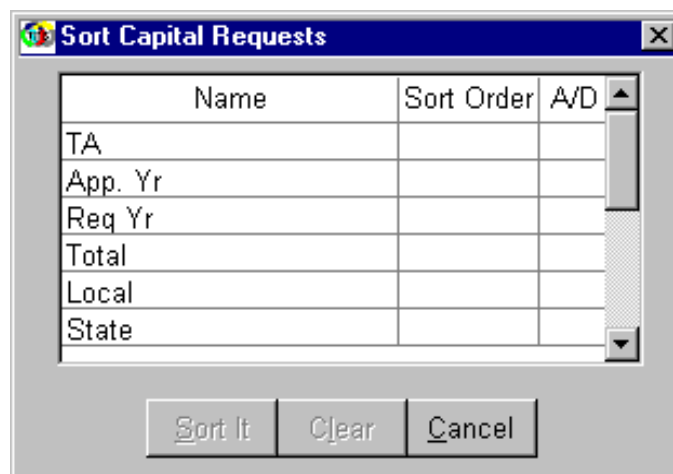 Sort Capital Requests
Name Sort Order A/D
TA
App. Yr
Req Yr
Total
Local
State
Sort It Clear Cancel